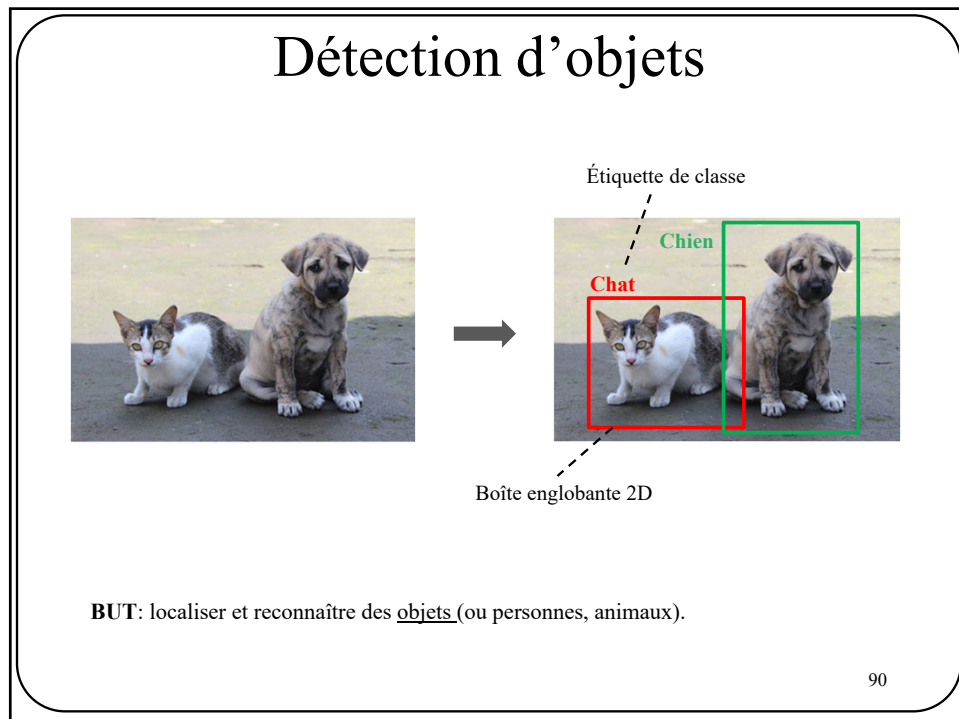 Détection d’objets
Étiquette de classe
Chien
Chat
Boîte englobante 2D
BUT: localiser et reconnaître des objets (ou personnes, animaux).
90